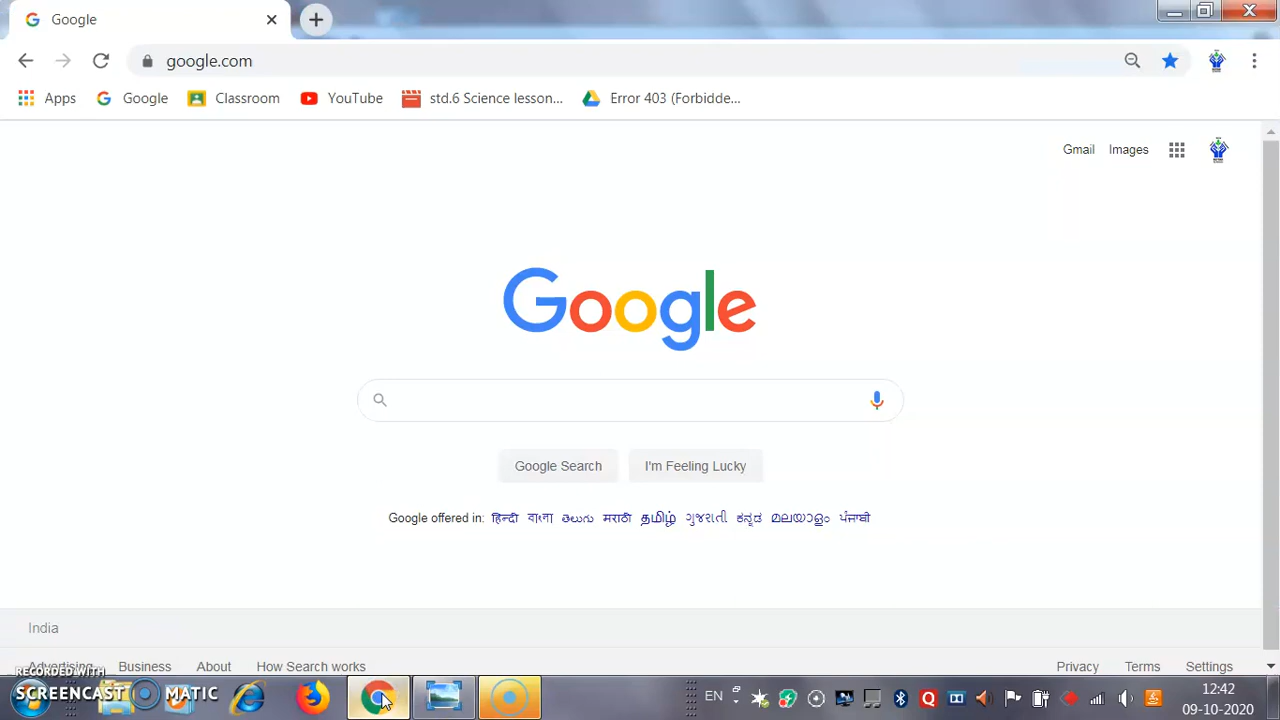 Google
google.com
Apps Google Classroom YouTube std.6 Science lesson... Error 403 (Forbidde...
Gmail Images
Google
Google Search I'm Feeling Lucky
Google offered in: हिन्दी বাংলা తెలుగు मराठी தமிழ் ગુજરાતી ಕನ್ನಡ മലയാളം ਪੰਜਾਬੀ
India
Advertising Business About How Search works Privacy Terms Settings
RECORDED WITH
SCREENCAST MATIC
EN
12:42
09-10-2020